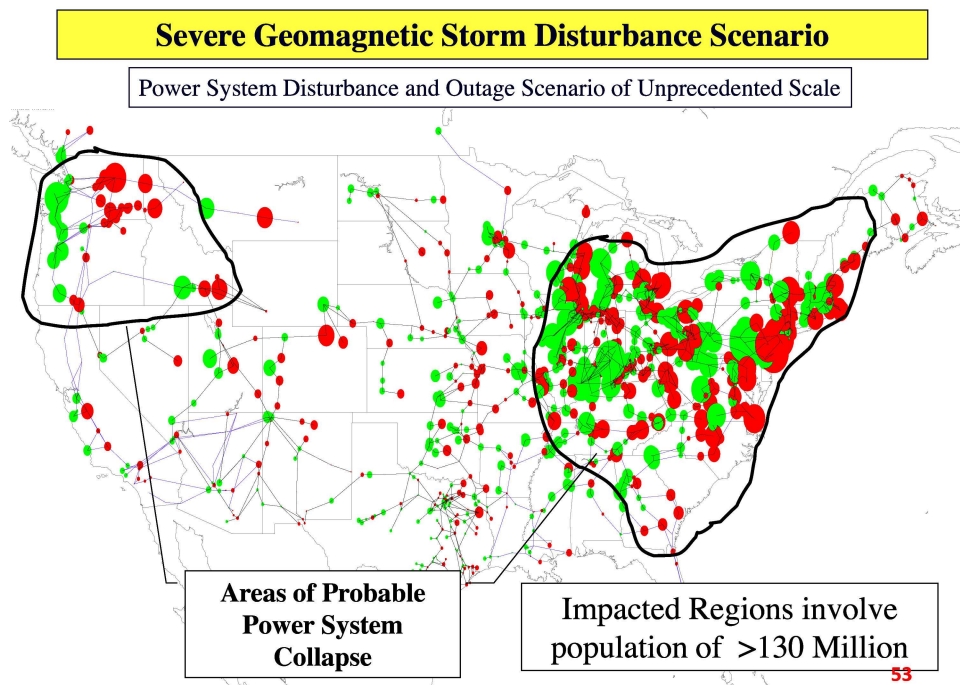 Severe Geomagnetic Storm Disturbance Scenario
Power System Disturbance and Outage Scenario of Unprecedented Scale
Areas of Probable
Power System
Collapse
Impacted Regions involve
population of >130 Million
53